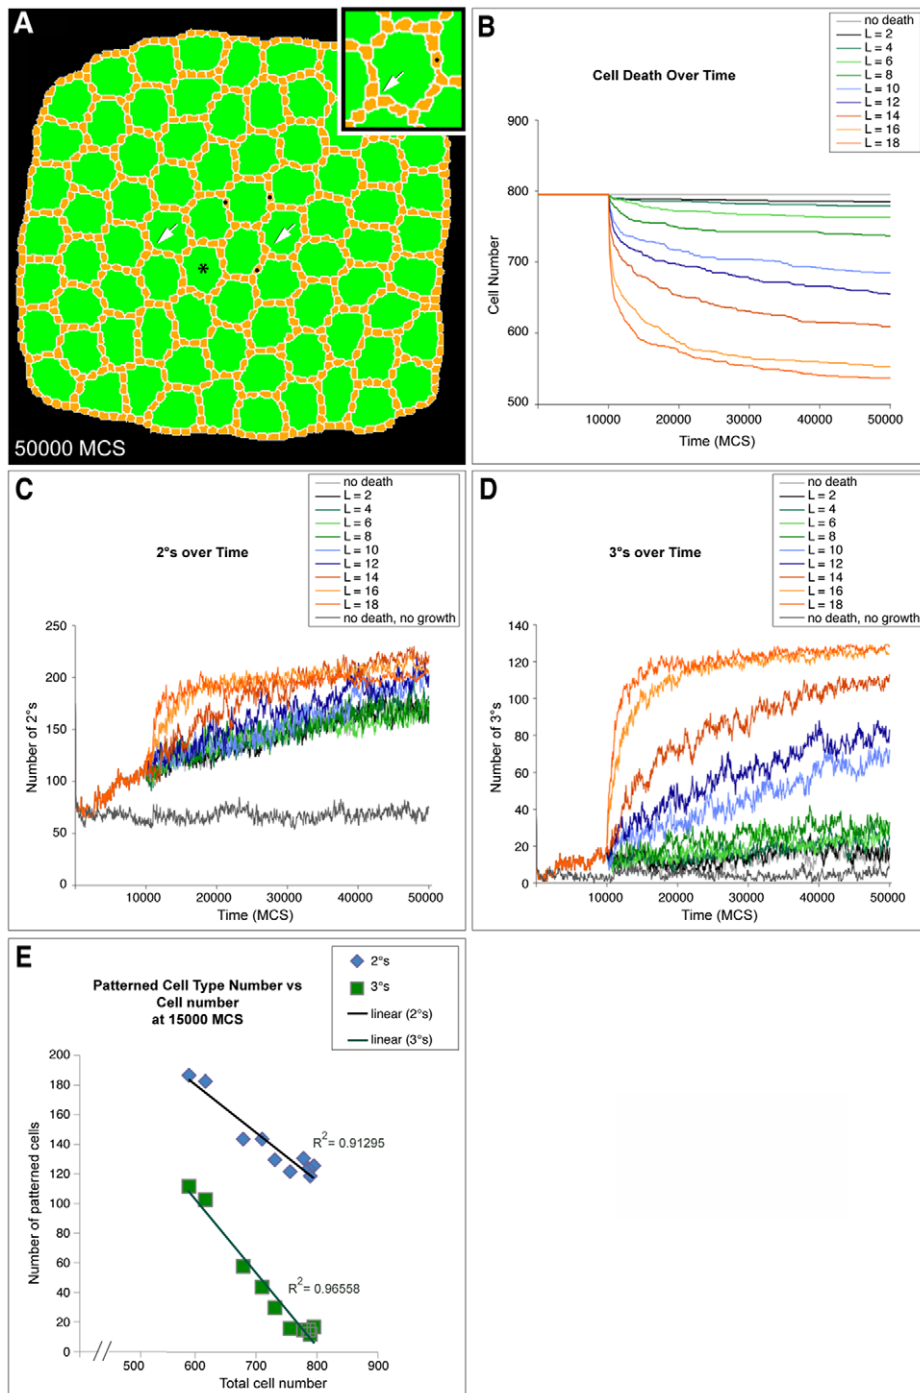 A
*
50000 MCS
B
no death
L = 2
L = 4
L = 6
L = 8
L = 10
L = 12
L = 14
L = 16
L = 18
Cell Death Over Time
900
800
700
600
500
Cell Number
10000 20000 30000 40000 50000
Time (MCS)
C
no death
L = 2
L = 4
L = 6
L = 8
L = 10
L = 12
L = 14
L = 16
L = 18
no death, no growth
2°s over Time
250
200
150
100
50
0
Number of 2°s
10000 20000 30000 40000 50000
Time (MCS)
D
no death
L = 2
L = 4
L = 6
L = 8
L = 10
L = 12
L = 14
L = 16
L = 18
no death, no growth
3°s over Time
140
120
100
80
60
40
20
0
Number of 3°s
10000 20000 30000 40000 50000
Time (MCS)
E
2°s
3°s
linear (2°s)
linear (3°s)
Patterned Cell Type Number vs
Cell number
at 15000 MCS
200
180
160
140
120
100
80
60
40
20
0
Number of patterned cells
R²= 0.91295
R²= 0.96558
500 600 700 800 900
Total cell number